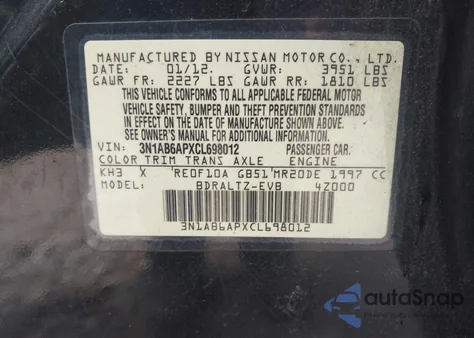 MANUFACTURED BY NISSAN MOTOR CO., LTD.
DATE: 01/12. GVWR: 3951 LBS
GAWR FR: 2227 LBS GAWR RR: 1810 LBS
THIS VEHICLE CONFORMS TO ALL APPLICABLE FEDERAL MOTOR
VEHICLE SAFETY, BUMPER AND THEFT PREVENTION STANDARDS
IN EFFECT ON THE DATE OF MANUFACTURE SHOWN ABOVE.
SEE OWNER'S MANUAL FOR MORE INFORMATION.
VIN: 3N1AB6APXCL698012 PASSENGER CAR.
COLOR TRIM TRANS AXLE ENGINE
KH3 X 'RE0F10A GB51'MR20DE 1997 CC
MODEL: BDRALTZ-EVB 4Z000
3N1AB6APXCL698012
autoSnap